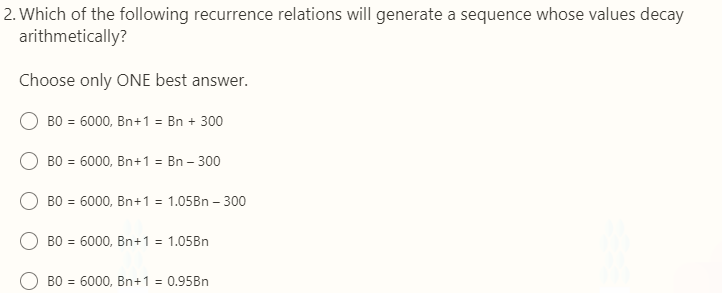 2. Which of the following recurrence relations will generate a sequence whose values decay
arithmetically?
Choose only ONE best answer.
B0 = 6000, Bn+1 = Bn + 300
B0 = 6000, Bn+1 = Bn – 300
B0 = 6000, Bn+1 = 1.05Bn – 300
B0 = 6000, Bn+1 = 1.05Bn
B0 = 6000, Bn+1 = 0.95Bn